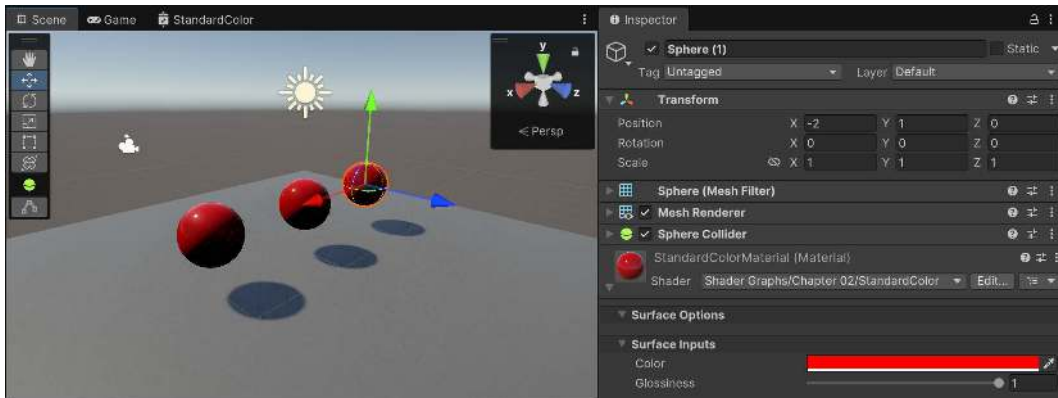 Scene Game StandardColor
y
x z
Persp
Inspector
Sphere (1) Static
Tag Untagged Layer Default
Transform
Position X -2 Y 1 Z 0
Rotation X 0 Y 0 Z 0
Scale X 1 Y 1 Z 1
Sphere (Mesh Filter)
Mesh Renderer
Sphere Collider
StandardColorMaterial (Material)
Shader Shader Graphs/Chapter 02/StandardColor Edit...
Surface Options
Surface Inputs
Color
Glossiness 1